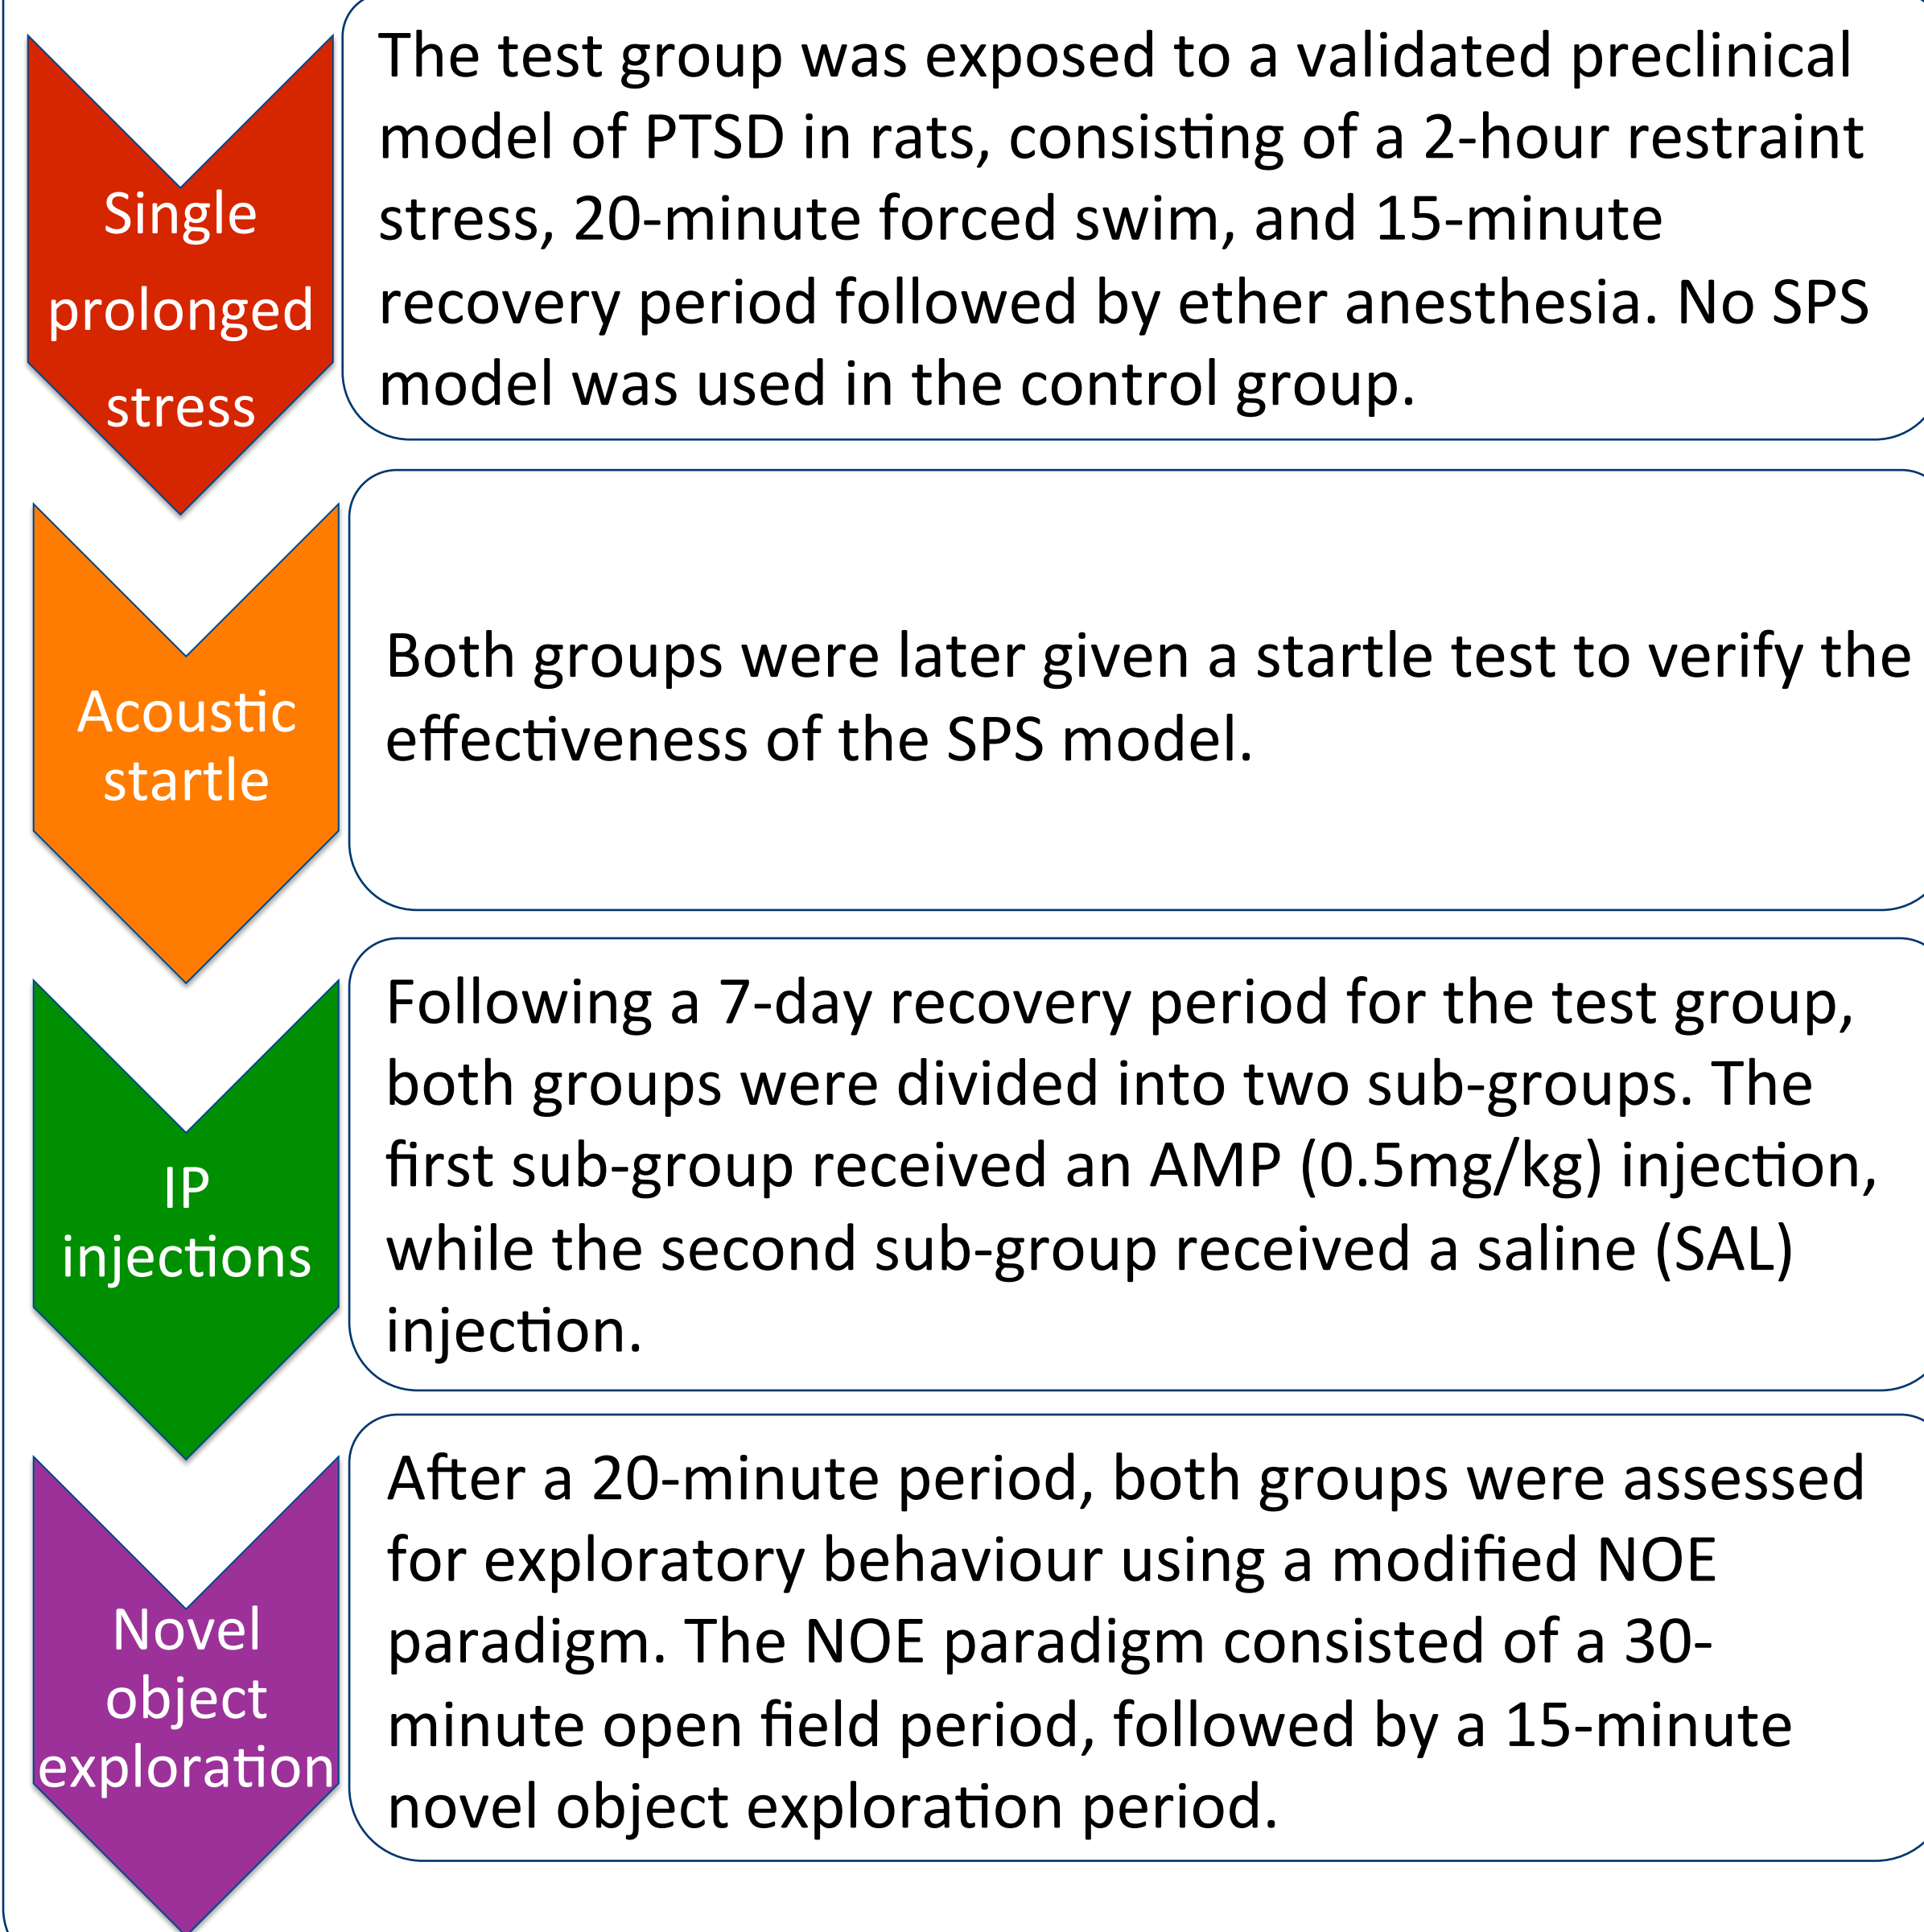 Single
prolonged
stress
The test group was exposed to a validated preclinical
model of PTSD in rats, consisting of a 2-hour restraint
stress, 20-minute forced swim, and 15-minute
recovery period followed by ether anesthesia. No SPS
model was used in the control group.
Acoustic
startle
Both groups were later given a startle test to verify the
effectiveness of the SPS model.
IP
injections
Following a 7-day recovery period for the test group,
both groups were divided into two sub-groups. The
first sub-group received an AMP (0.5mg/kg) injection,
while the second sub-group received a saline (SAL)
injection.
Novel
object
exploration
After a 20-minute period, both groups were assessed
for exploratory behaviour using a modified NOE
paradigm. The NOE paradigm consisted of a 30-
minute open field period, followed by a 15-minute
novel object exploration period.